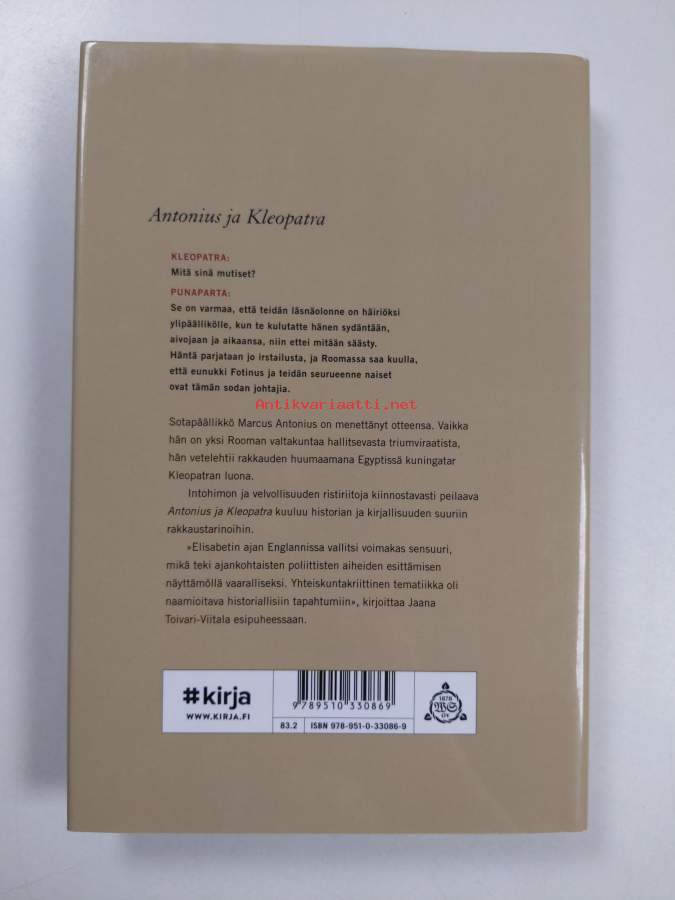 Antonius ja Kleopatra
KLEOPATRA:
Mitä sinä mutiset?
PUNAPARTA:
Se on varmaa, että teidän läsnäolonne on häiriöksi
ylipäällikölle, kun te kulutatte hänen sydäntään,
aivojaan ja aikaansa, niin ettei mitään säästy.
Häntä parjataan jo irstailusta, ja Roomassa saa kuulla,
että eunukki Fotinus ja teidän seurueenne naiset
ovat tämän sodan johtajia.
Antikvariaatti.net
Sotapäällikkö Marcus Antonius on menettänyt otteensa. Vaikka
hän on yksi Rooman valtakuntaa hallitsevasta triumviraatista,
hän vetelehtii rakkauden huumaamana Egyptissä kuningatar
Kleopatran luona.
Intohimon ja velvollisuuden ristiriitoja kiinnostavasti peilaava
Antonius ja Kleopatra kuuluu historian ja kirjallisuuden suuriin
rakkaustarinoihin.
»Elisabetin ajan Englannissa vallitsi voimakas sensuuri,
mikä teki ajankohtaisten poliittisten aiheiden esittämisen
näyttämöllä vaaralliseksi. Yhteiskuntakriittinen tematiikka oli
naamioitava historiallisiin tapahtumiin», kirjoittaa Jaana
Toivari-Viitala esipuheessaan.
#kirja
WWW.KIRJA.FI
9789510330869
83.2
ISBN 978-951-0-33086-9
1878
WS
OY